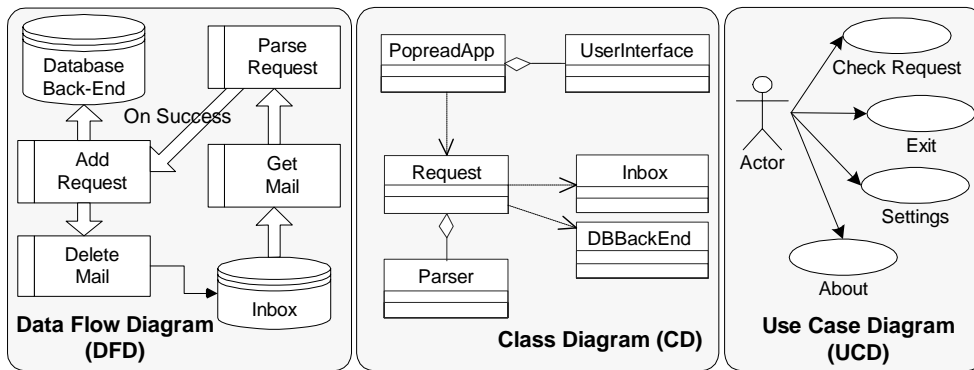 Database
Back-End
Parse
Request
On Success
Add
Request
Get
Mail
Delete
Mail
Inbox
Data Flow Diagram
(DFD)
PopreadApp
UserInterface
Request
Inbox
DBBackEnd
Parser
Class Diagram (CD)
Check Request
Actor
Exit
Settings
About
Use Case Diagram
(UCD)